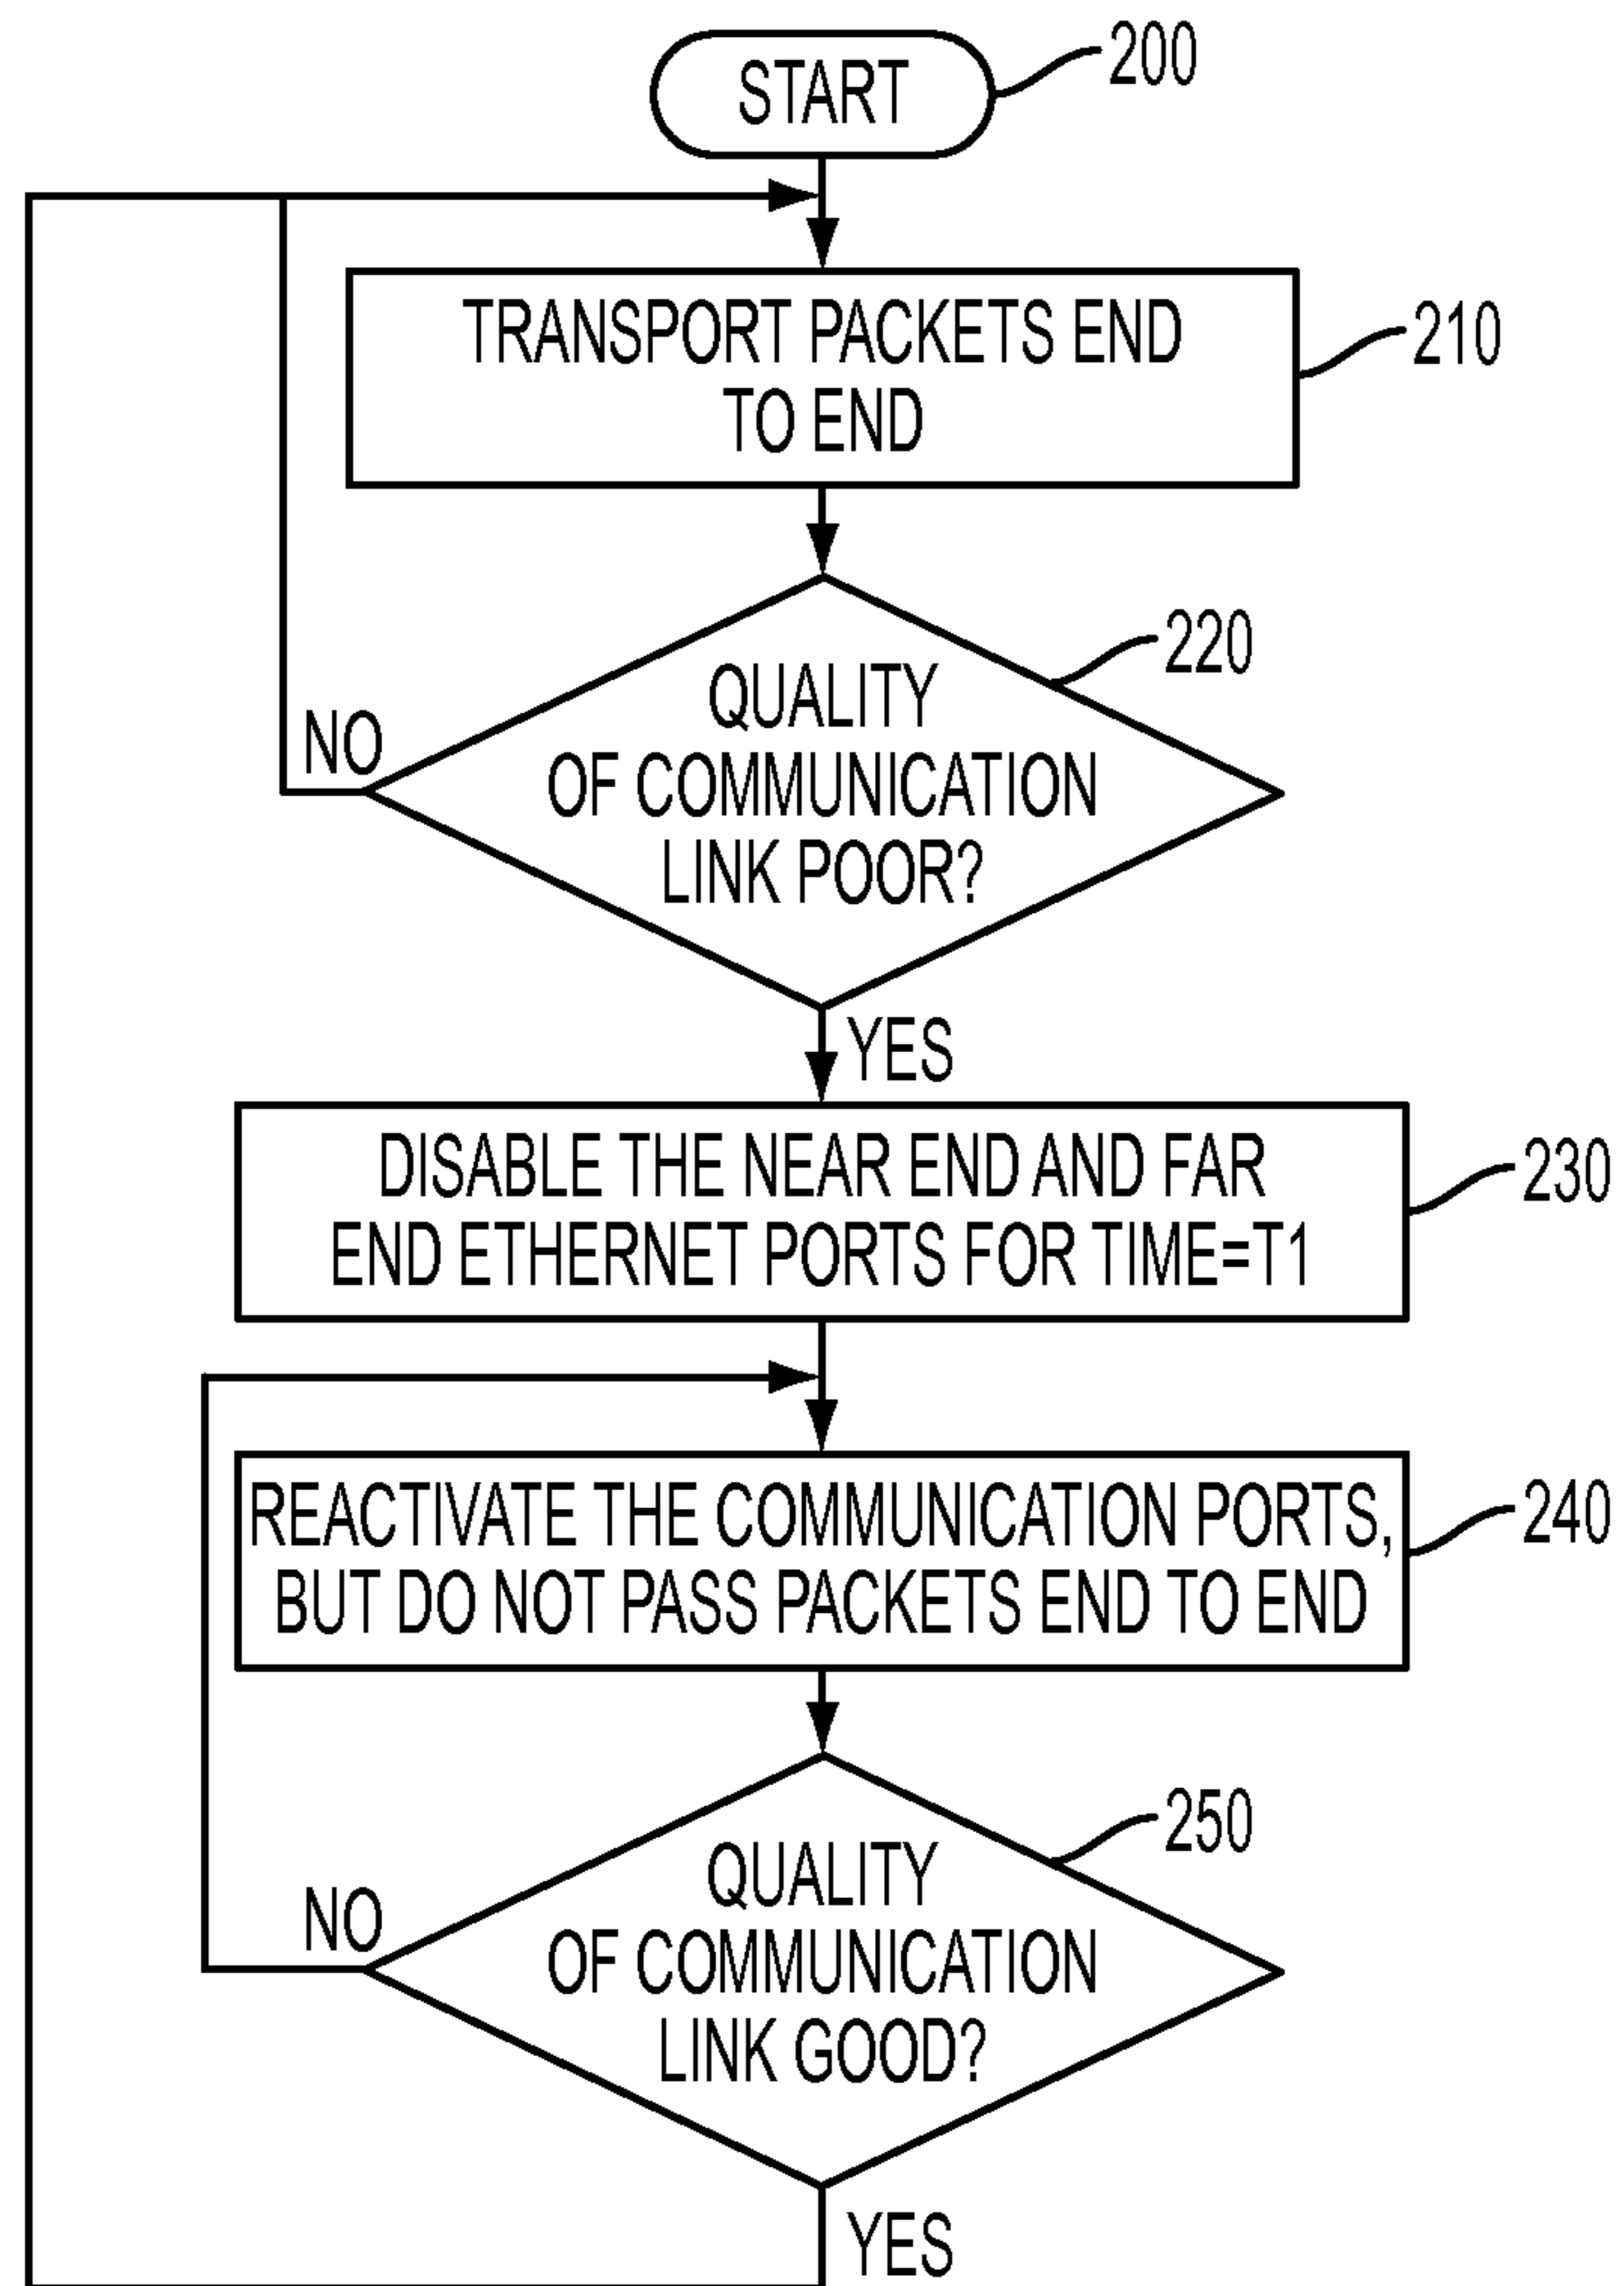 START
200
TRANSPORT PACKETS END
TO END
210
220
QUALITY
OF COMMUNICATION
LINK POOR?
NO
YES
DISABLE THE NEAR END AND FAR
END ETHERNET PORTS FOR TIME=T1
230
REACTIVATE THE COMMUNICATION PORTS,
BUT DO NOT PASS PACKETS END TO END
240
250
QUALITY
OF COMMUNICATION
LINK GOOD?
NO
YES